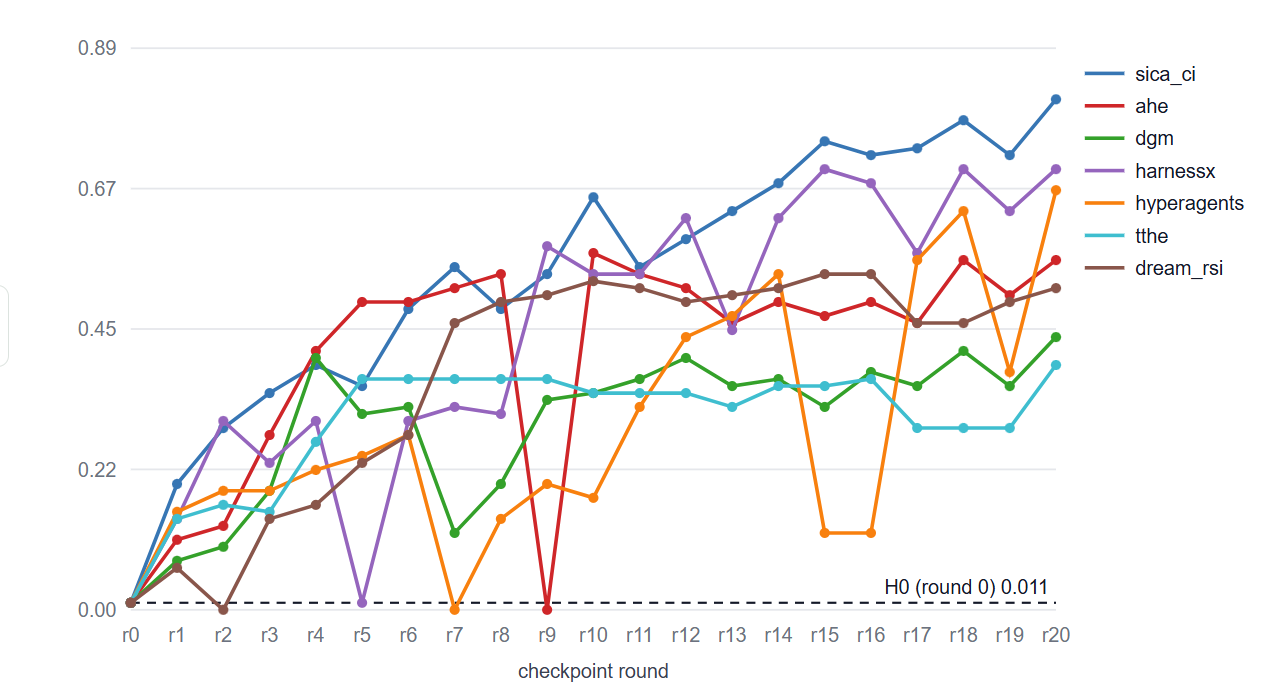 0.89
0.67
0.45
0.22
0.00
H0 (round 0) 0.011
r0 r1 r2 r3 r4 r5 r6 r7 r8 r9 r10 r11 r12 r13 r14 r15 r16 r17 r18 r19 r20
checkpoint round
sica_ci
ahe
dgm
harnessx
hyperagents
tthe
dream_rsi